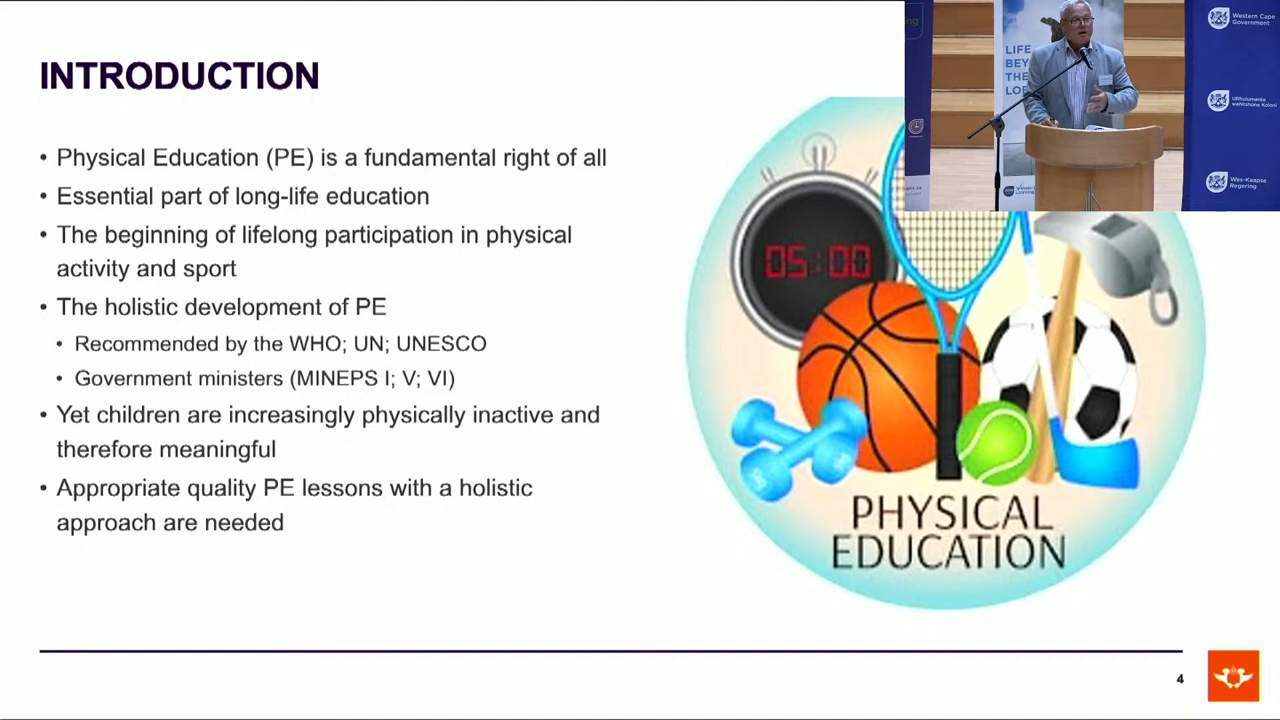 INTRODUCTION
• Physical Education (PE) is a fundamental right of all
• Essential part of long-life education
• The beginning of lifelong participation in physical
activity and sport
• The holistic development of PE
• Recommended by the WHO; UN; UNESCO
• Government ministers (MINEPS I; V; VI)
• Yet children are increasingly physically inactive and
therefore meaningful
• Appropriate quality PE lessons with a holistic
approach are needed
05:00
PHYSICAL
EDUCATION
LIFE
BEY
THE
Western Cape
Government
Wes-Kaapse
Regering
4